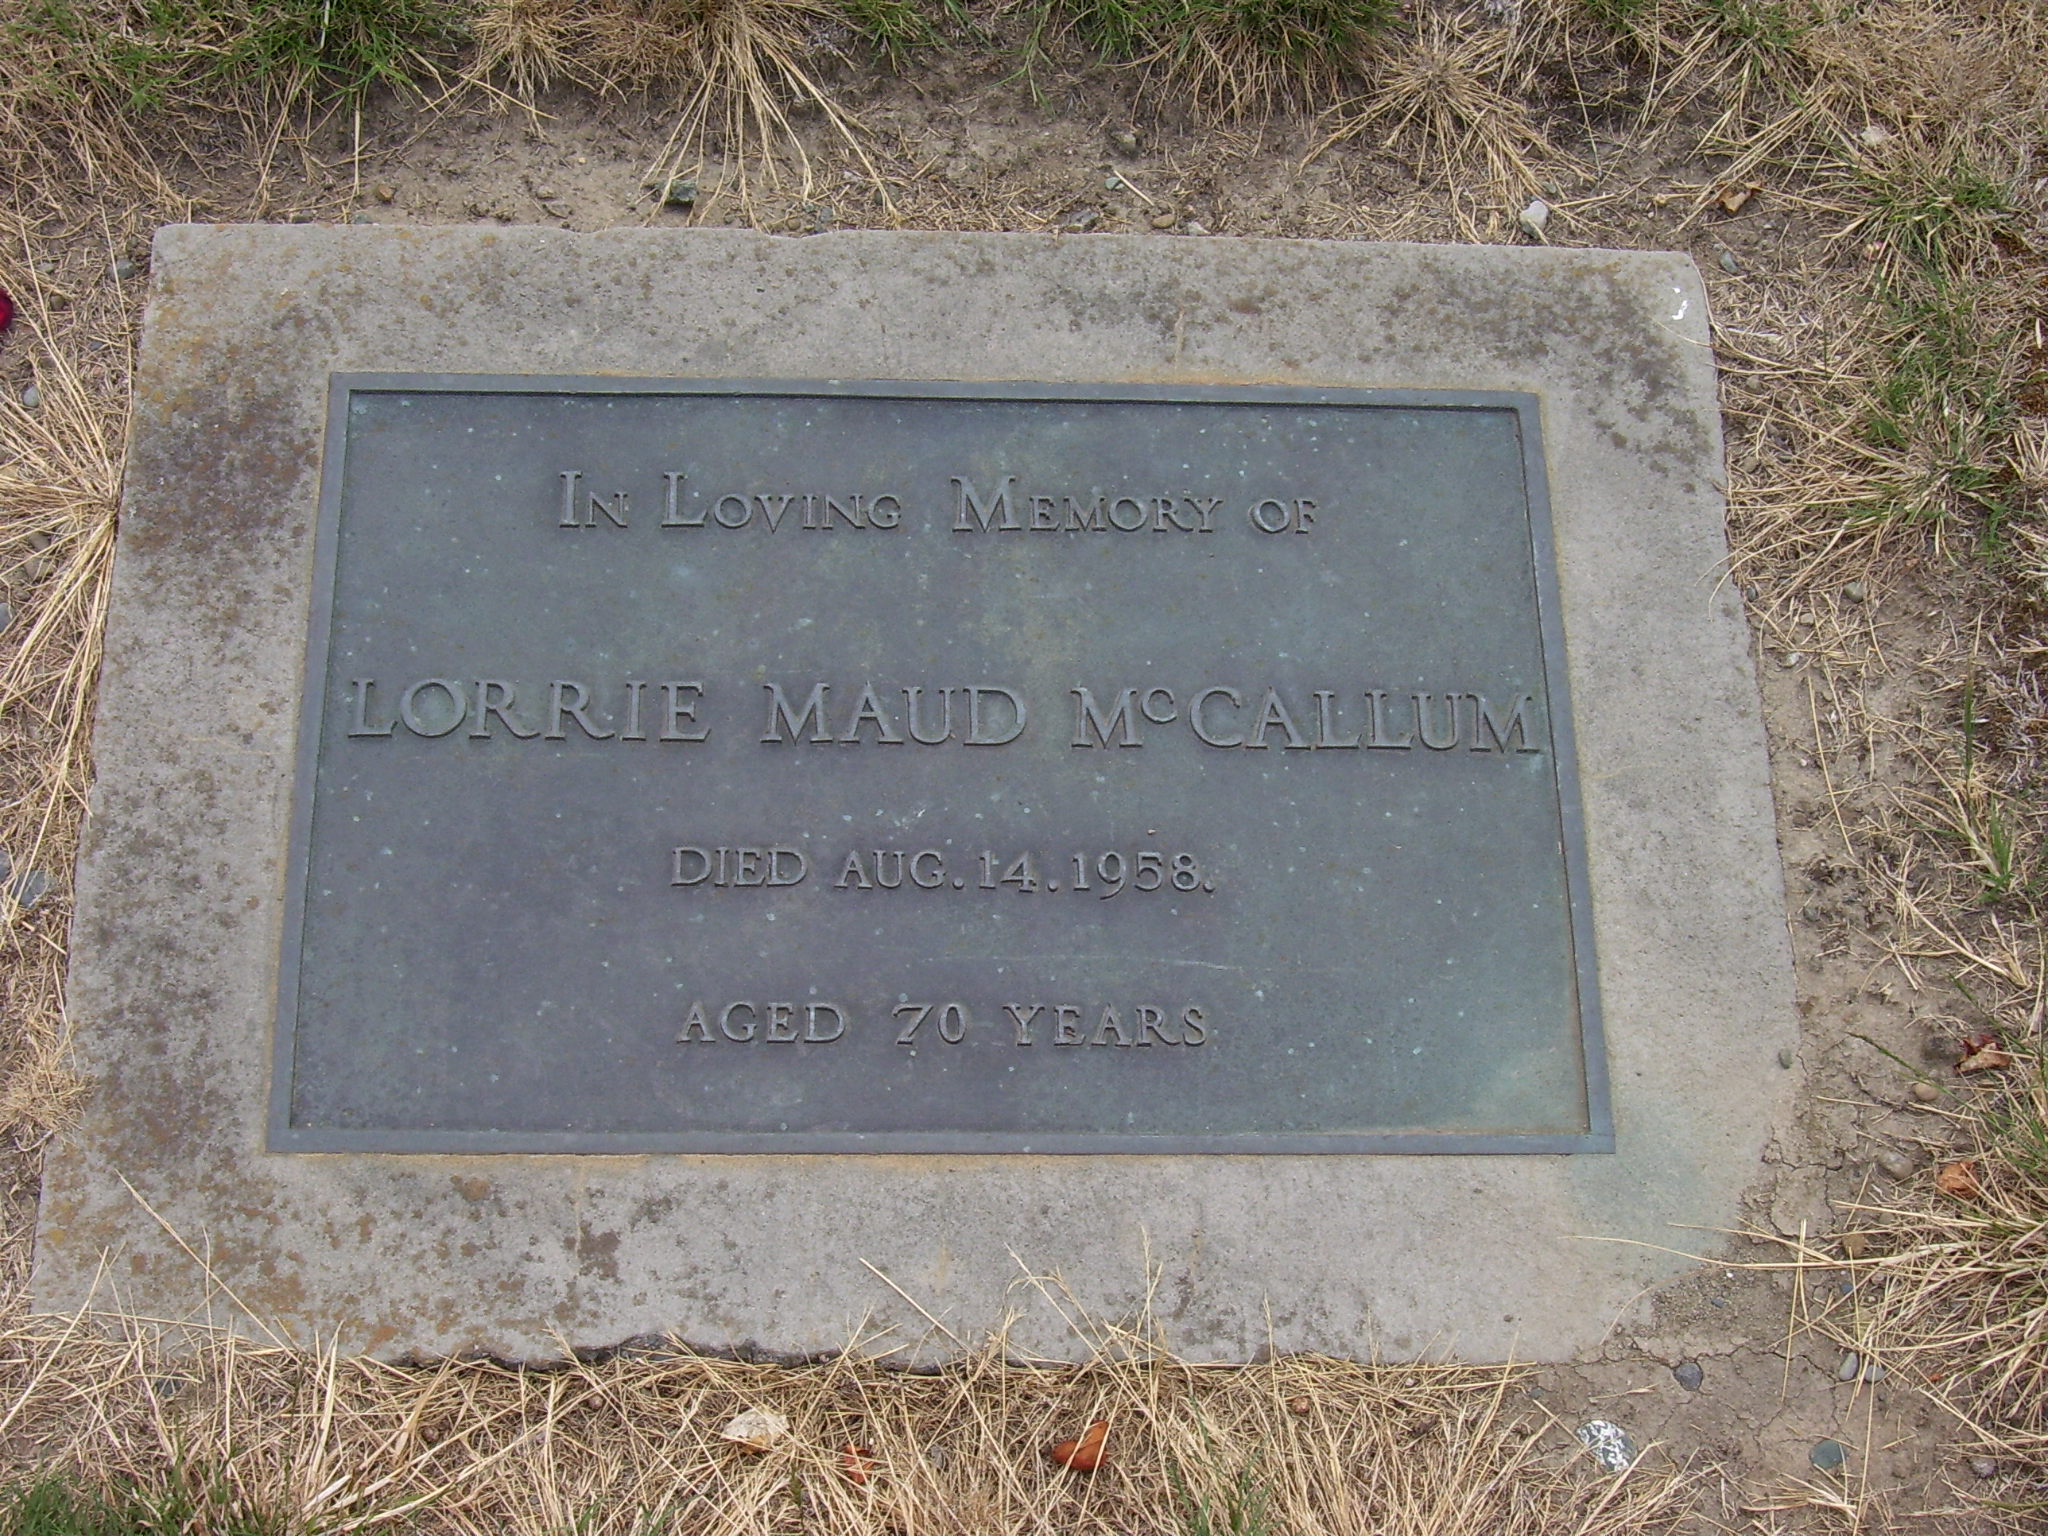 In Loving Memory of
LORRIE MAUD McCALLUM
DIED AUG. 14. 1958.
AGED 70 YEARS